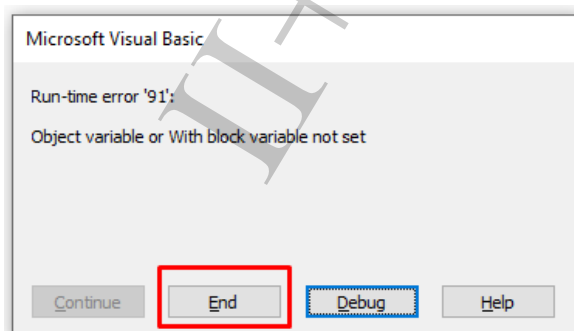 Microsoft Visual Basic
Run-time error '91':
Object variable or With block variable not set
Continue End Debug Help